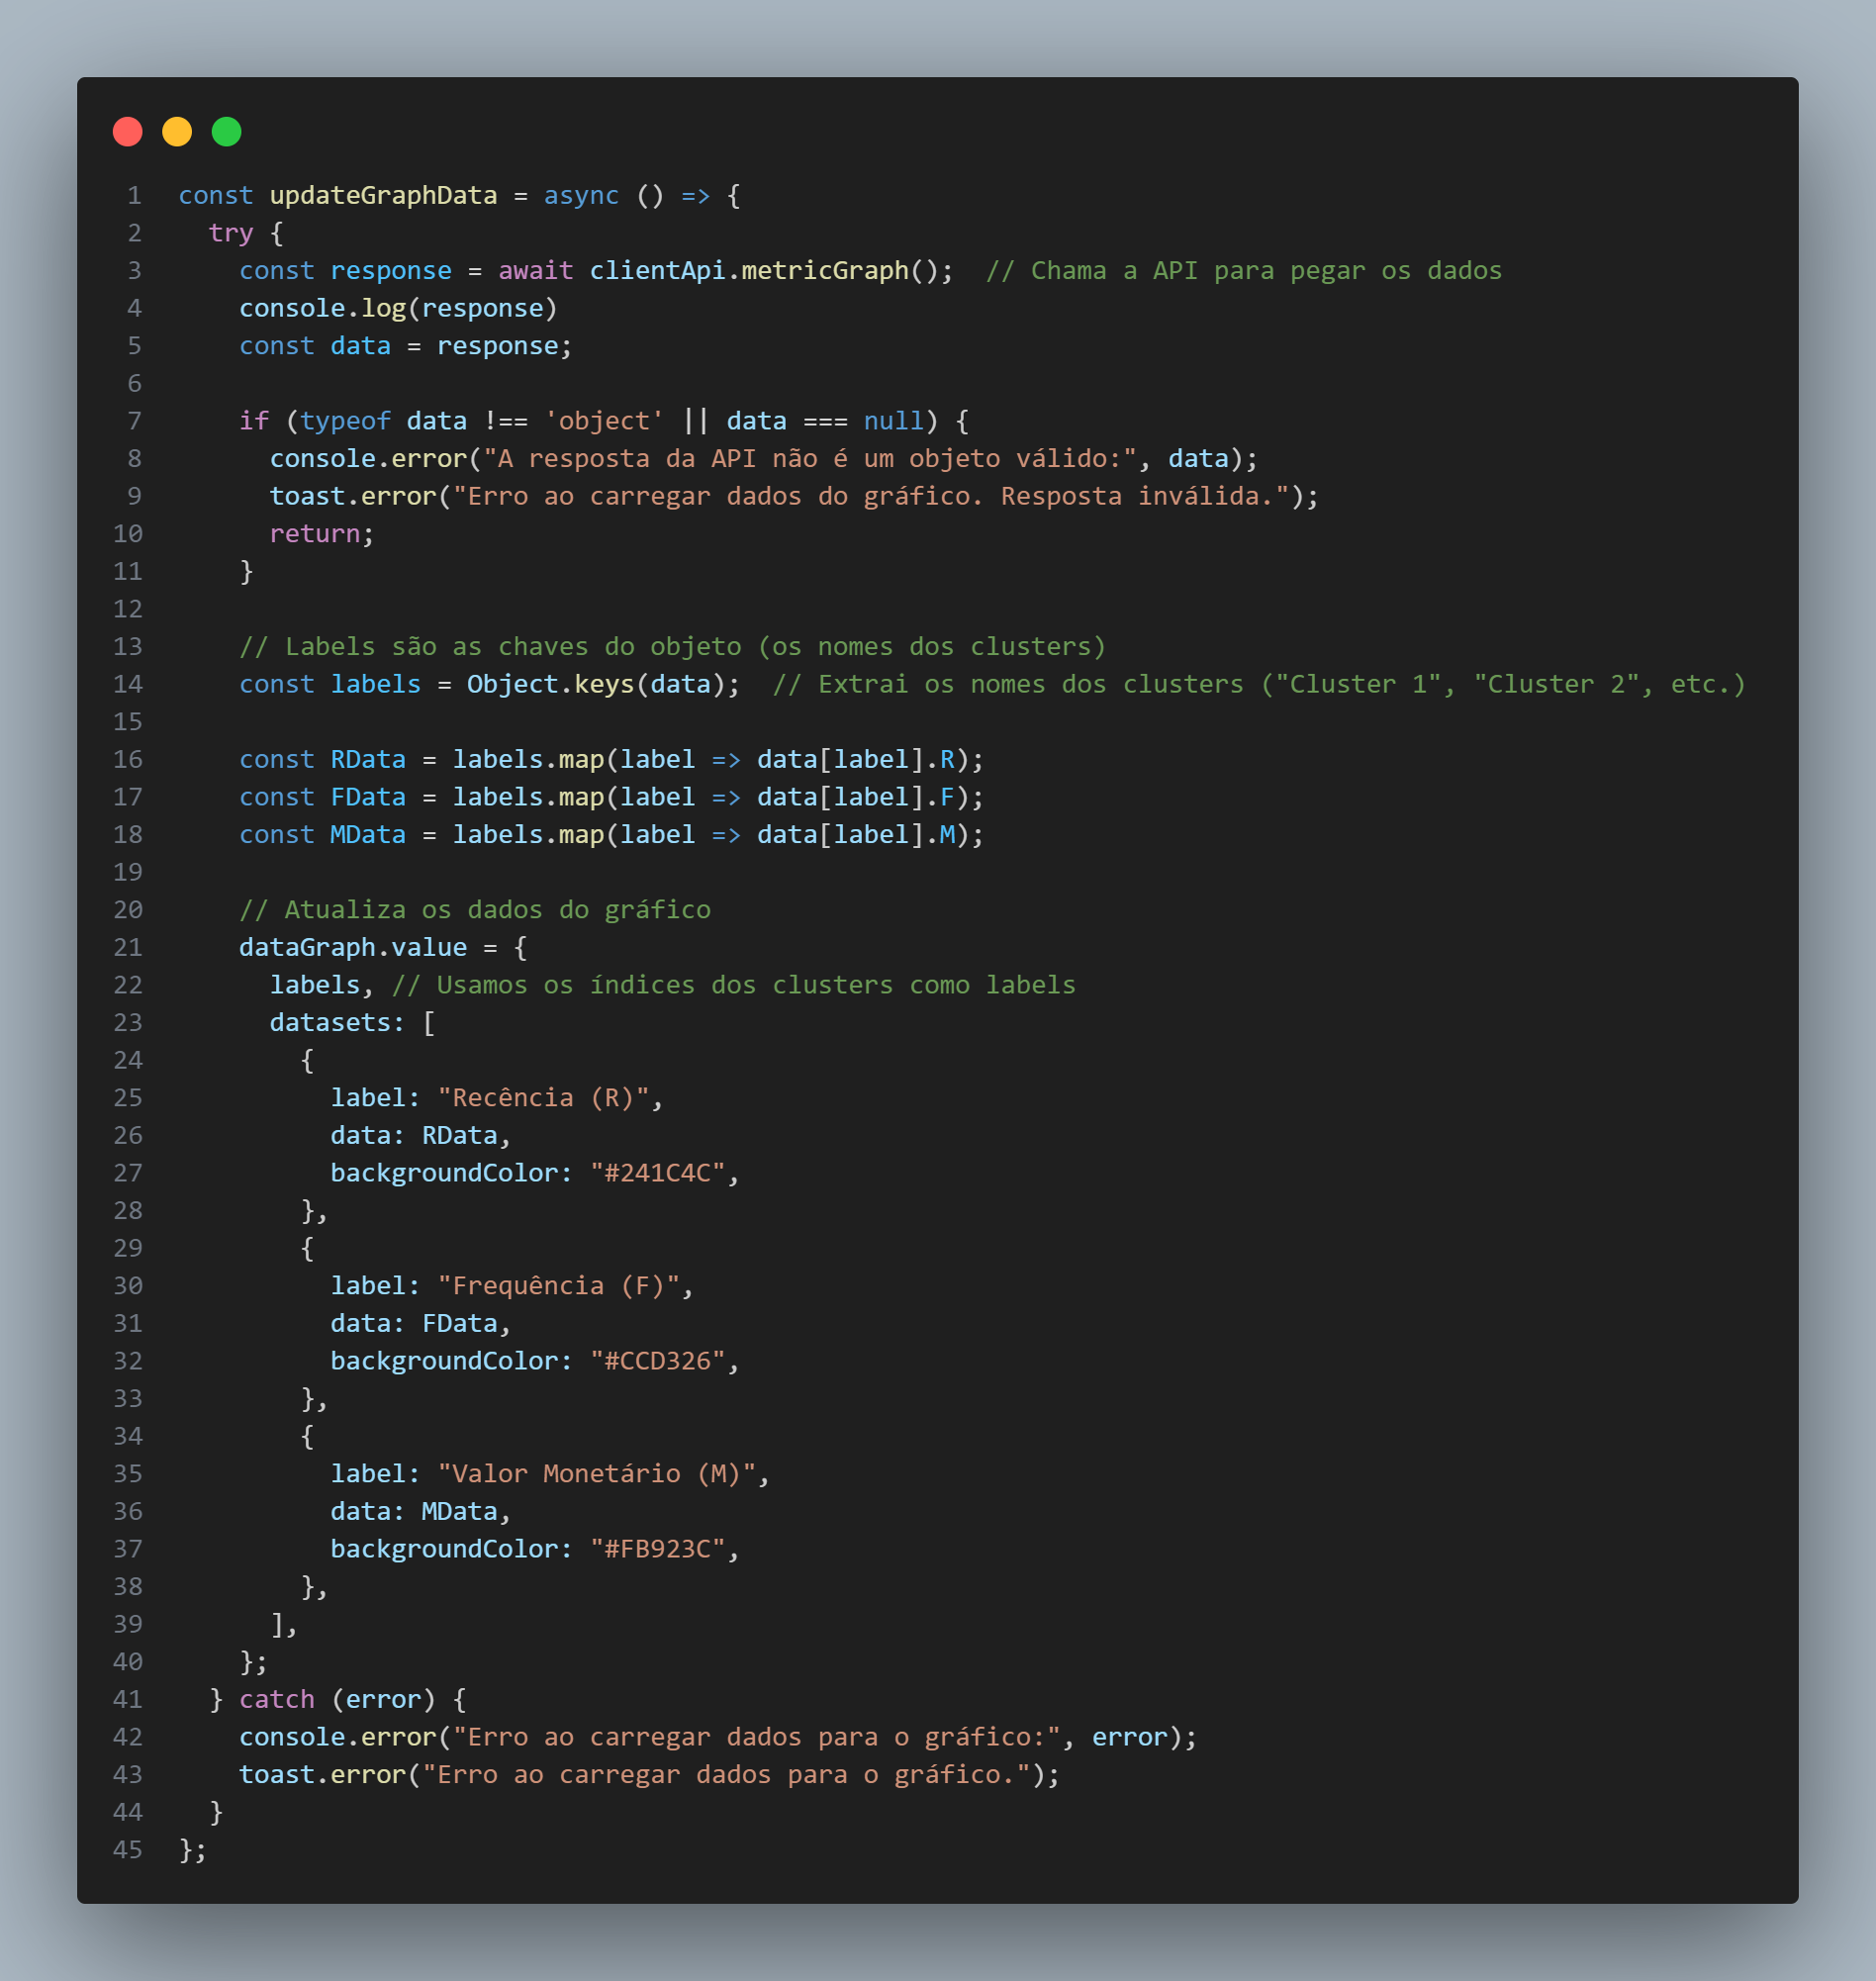 1 const updateGraphData = async () => {
2   try {
3     const response = await clientApi.metricGraph();  // Chama a API para pegar os dados
4     console.log(response)
5     const data = response;
6
7     if (typeof data !== 'object' || data === null) {
8       console.error("A resposta da API não é um objeto válido:", data);
9       toast.error("Erro ao carregar dados do gráfico. Resposta inválida.");
10       return;
11     }
12
13     // Labels são as chaves do objeto (os nomes dos clusters)
14     const labels = Object.keys(data);  // Extrai os nomes dos clusters ("Cluster 1", "Cluster 2", etc.)
15
16     const RData = labels.map(label => data[label].R);
17     const FData = labels.map(label => data[label].F);
18     const MData = labels.map(label => data[label].M);
19
20     // Atualiza os dados do gráfico
21     dataGraph.value = {
22       labels, // Usamos os índices dos clusters como labels
23       datasets: [
24         {
25           label: "Recência (R)",
26           data: RData,
27           backgroundColor: "#241C4C",
28         },
29         {
30           label: "Frequência (F)",
31           data: FData,
32           backgroundColor: "#CCD326",
33         },
34         {
35           label: "Valor Monetário (M)",
36           data: MData,
37           backgroundColor: "#FB923C",
38         },
39       ],
40     };
41   } catch (error) {
42     console.error("Erro ao carregar dados para o gráfico:", error);
43     toast.error("Erro ao carregar dados para o gráfico.");
44   }
45 };